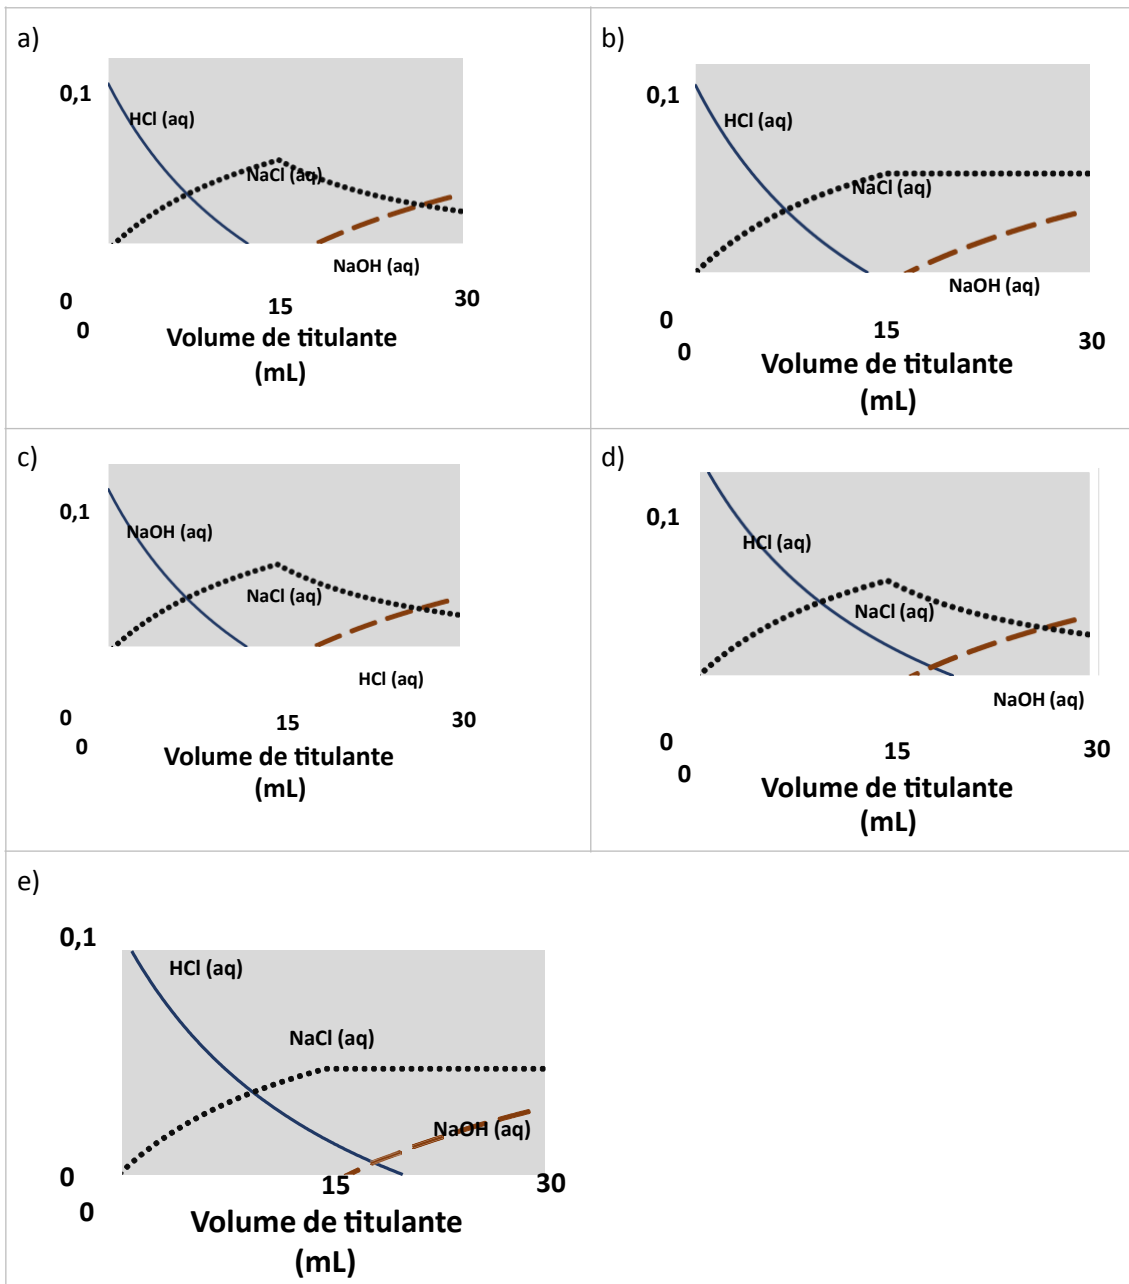 a)
0,1
HCl (aq)
NaCl (aq)
NaOH (aq)
0
0
15
30
Volume de titulante
(mL)
b)
0,1
HCl (aq)
NaCl (aq)
NaOH (aq)
0
0
15
30
Volume de titulante
(mL)
c)
0,1
NaOH (aq)
NaCl (aq)
HCl (aq)
0
0
15
30
Volume de titulante
(mL)
d)
0,1
HCl (aq)
NaCl (aq)
NaOH (aq)
0
0
15
30
Volume de titulante
(mL)
e)
0,1
HCl (aq)
NaCl (aq)
NaOH (aq)
0
0
15
30
Volume de titulante
(mL)